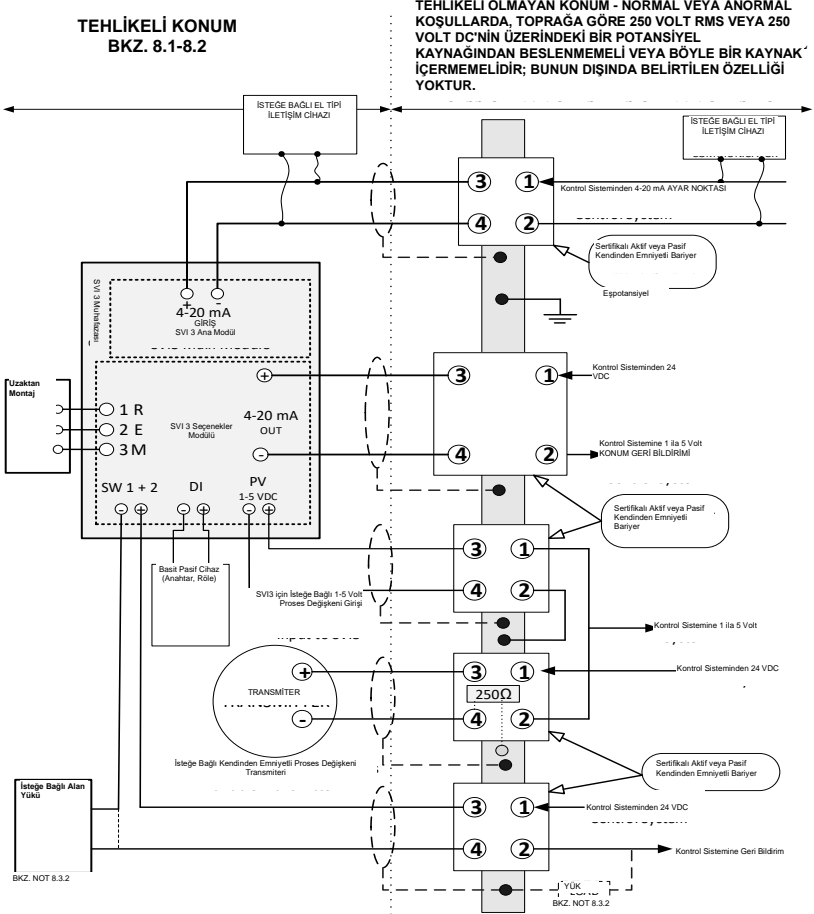 TEHLİKELİ KONUM
BKZ. 8.1-8.2
TEHLİKELİ OLMAYAN KONUM - NORMAL VEYA ANORMAL
KOŞULLARDA, TOPRAĞA GÖRE 250 VOLT RMS VEYA 250
VOLT DC'NİN ÜZERİNDEKİ BİR POTANSİYEL
KAYNAĞINDAN BESLENMEMELİ VEYA BÖYLE BİR KAYNAK
İÇERMEMELİDİR; BUNUN DIŞINDA BELİRTİLEN ÖZELLİĞİ
YOKTUR.
İSTEĞE BAĞLI EL TİPİ
İLETİŞİM CİHAZI
İSTEĞE BAĞLI EL TİPİ
İLETİŞİM CİHAZI
3 1
Kontrol Sisteminden 4-20 mA AYAR NOKTASI
4 2
Sertifikalı Aktif veya Pasif
Kendinden Emniyetli Bariyer
Eşpotansiyel
SVI 3 Muhafazası
+ -
4-20 mA
GİRİŞ
SVI 3 Ana Modül
Uzaktan
Montaj
1 R
2 E
3 M
SVI 3 Seçenekler
Modülü
+
4-20 mA
OUT
-
3 1
Kontrol Sisteminden 24
VDC
4 2
Kontrol Sistemine 1 ila 5 Volt
KONUM GERİ BİLDİRİMİ
SW 1 + 2
DI
PV
1-5 VDC
- + - + - +
Sertifikalı Aktif veya Pasif
Kendinden Emniyetli
Bariyer
Basit Pasif Cihaz
(Anahtar, Röle)
SVI3 için İsteğe Bağlı 1-5 Volt
Proses Değişkeni Girişi
3 1
4 2
Kontrol Sistemine 1 ila 5 Volt
+
TRANSMİTER
-
3 1
Kontrol Sisteminden 24 VDC
250Ω
4 2
İsteğe Bağlı Kendinden Emniyetli Proses Değişkeni
Transmiteri
Sertifikalı Aktif veya Pasif
Kendinden Emniyetli Bariyer
İsteğe Bağlı Alan
Yükü
BKZ. NOT 8.3.2
3 1
Kontrol Sisteminden 24 VDC
4 2
Kontrol Sistemine Geri Bildirim
YÜK
BKZ. NOT 8.3.2